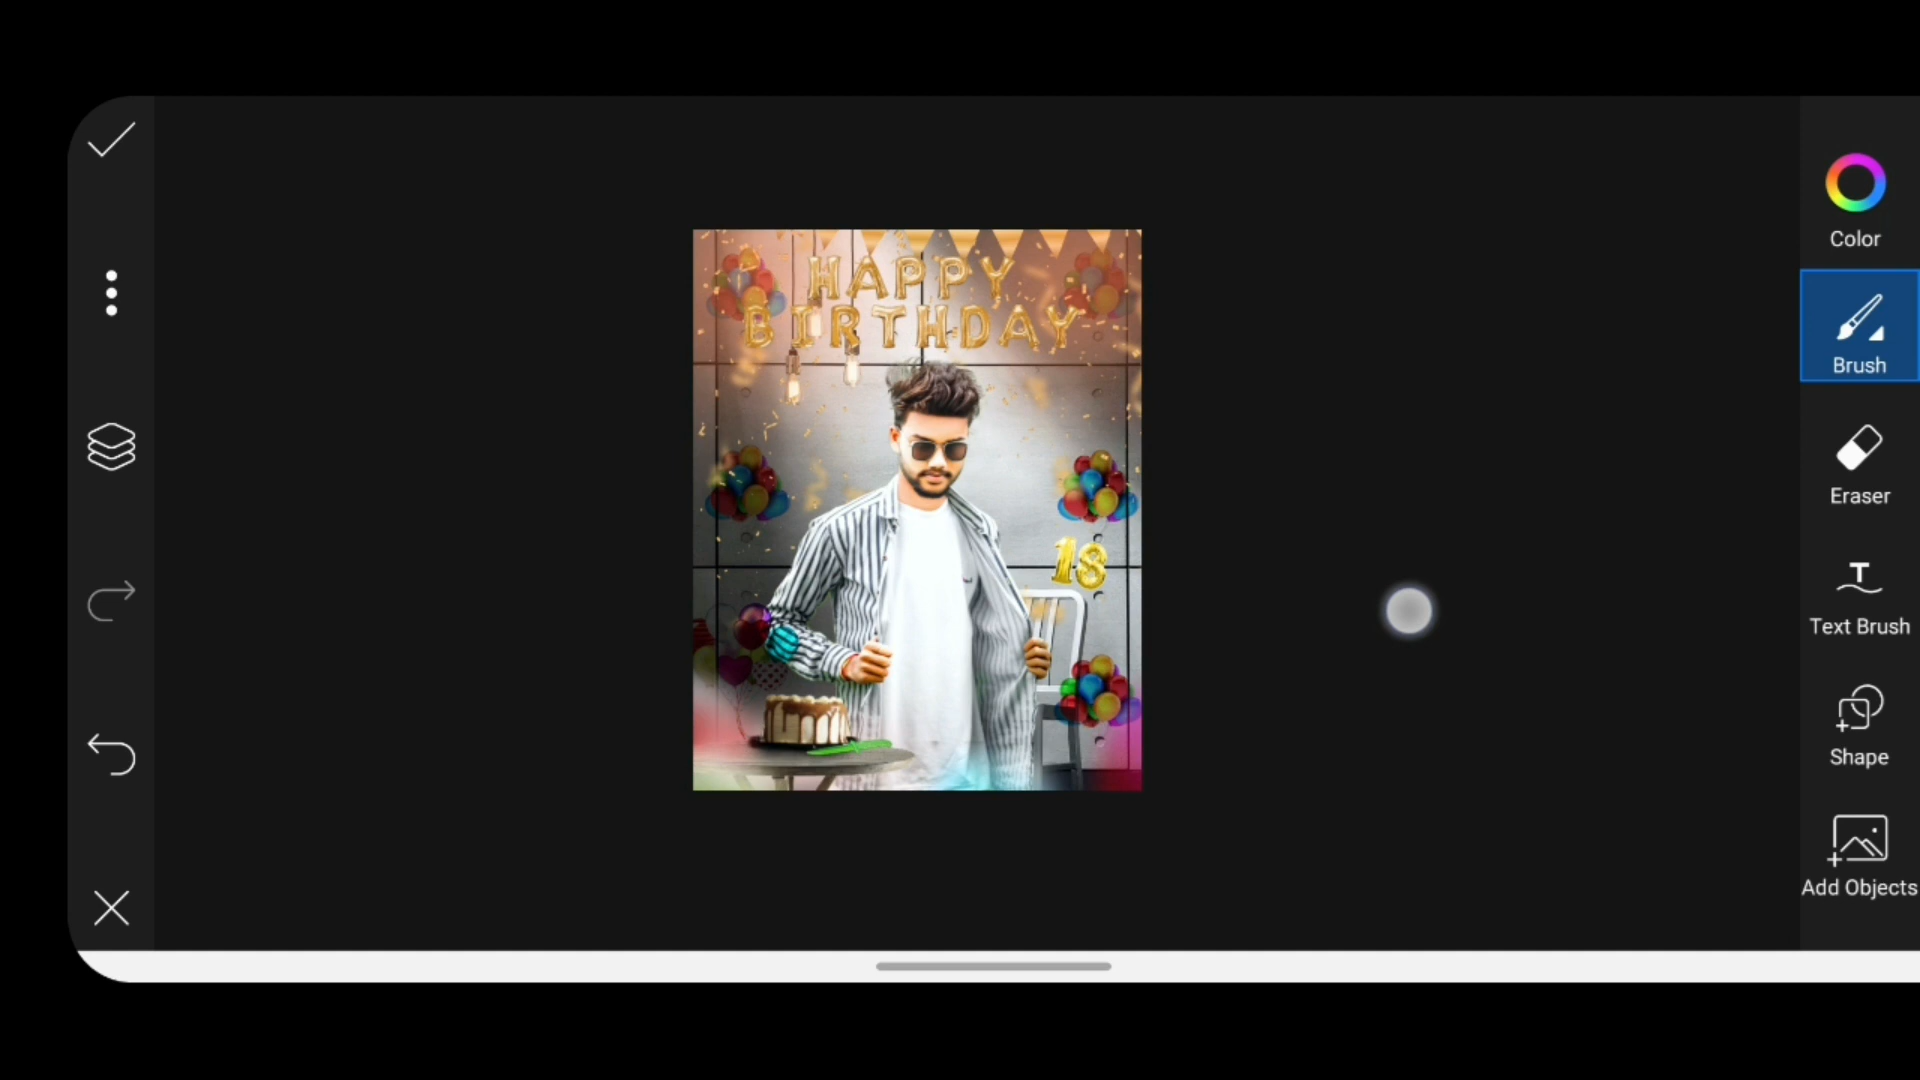 Color
HAPPY
BIRTHDAY
Brush
Eraser
18
Text Brush
Shape
Add Objects